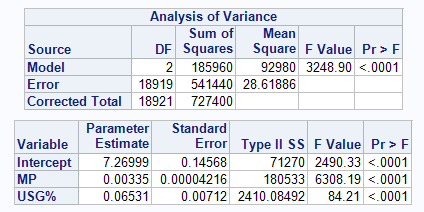 Analysis of Variance
Source DF Sum of Squares Mean Square F Value Pr > F
Model 2 185960 92980 3248.90 <.0001
Error 18919 541440 28.61886
Corrected Total 18921 727400
Variable Parameter Estimate Standard Error Type II SS F Value Pr > F
Intercept 7.26999 0.14568 71270 2490.33 <.0001
MP 0.00335 0.00004216 180533 6308.19 <.0001
USG% 0.06531 0.00712 2410.08492 84.21 <.0001